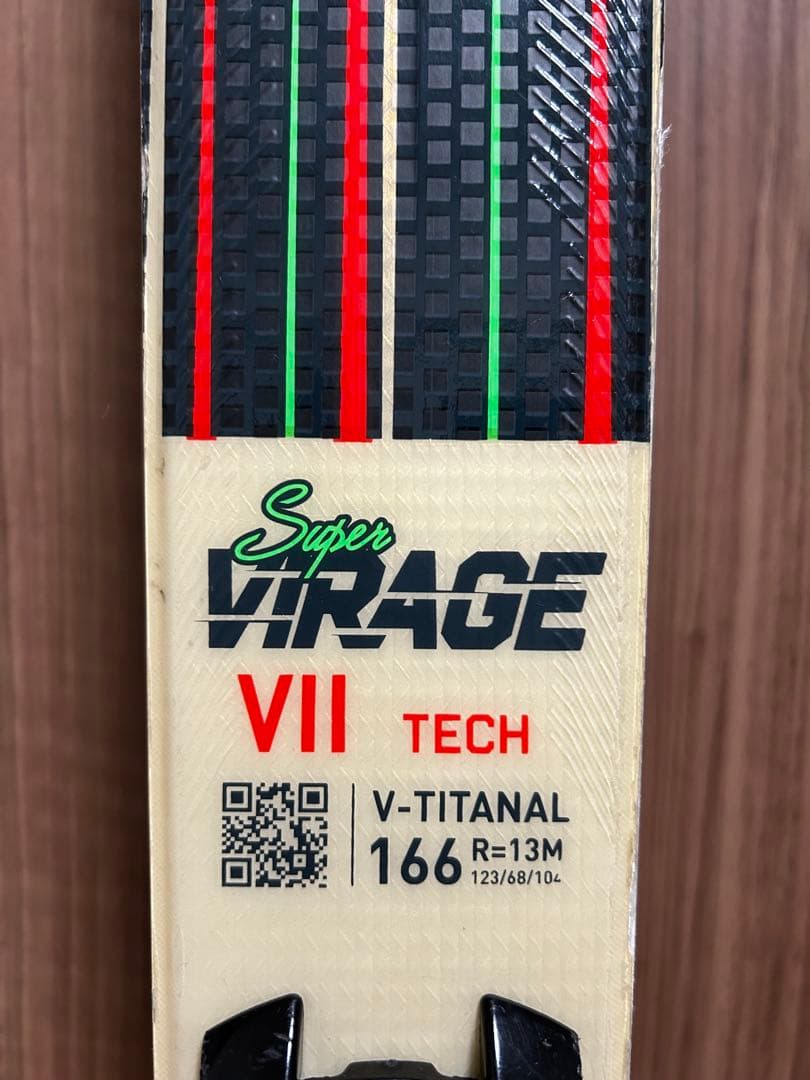 Super
VIRAGE
VII TECH
V-TITANAL
166 R=13M
123/68/104